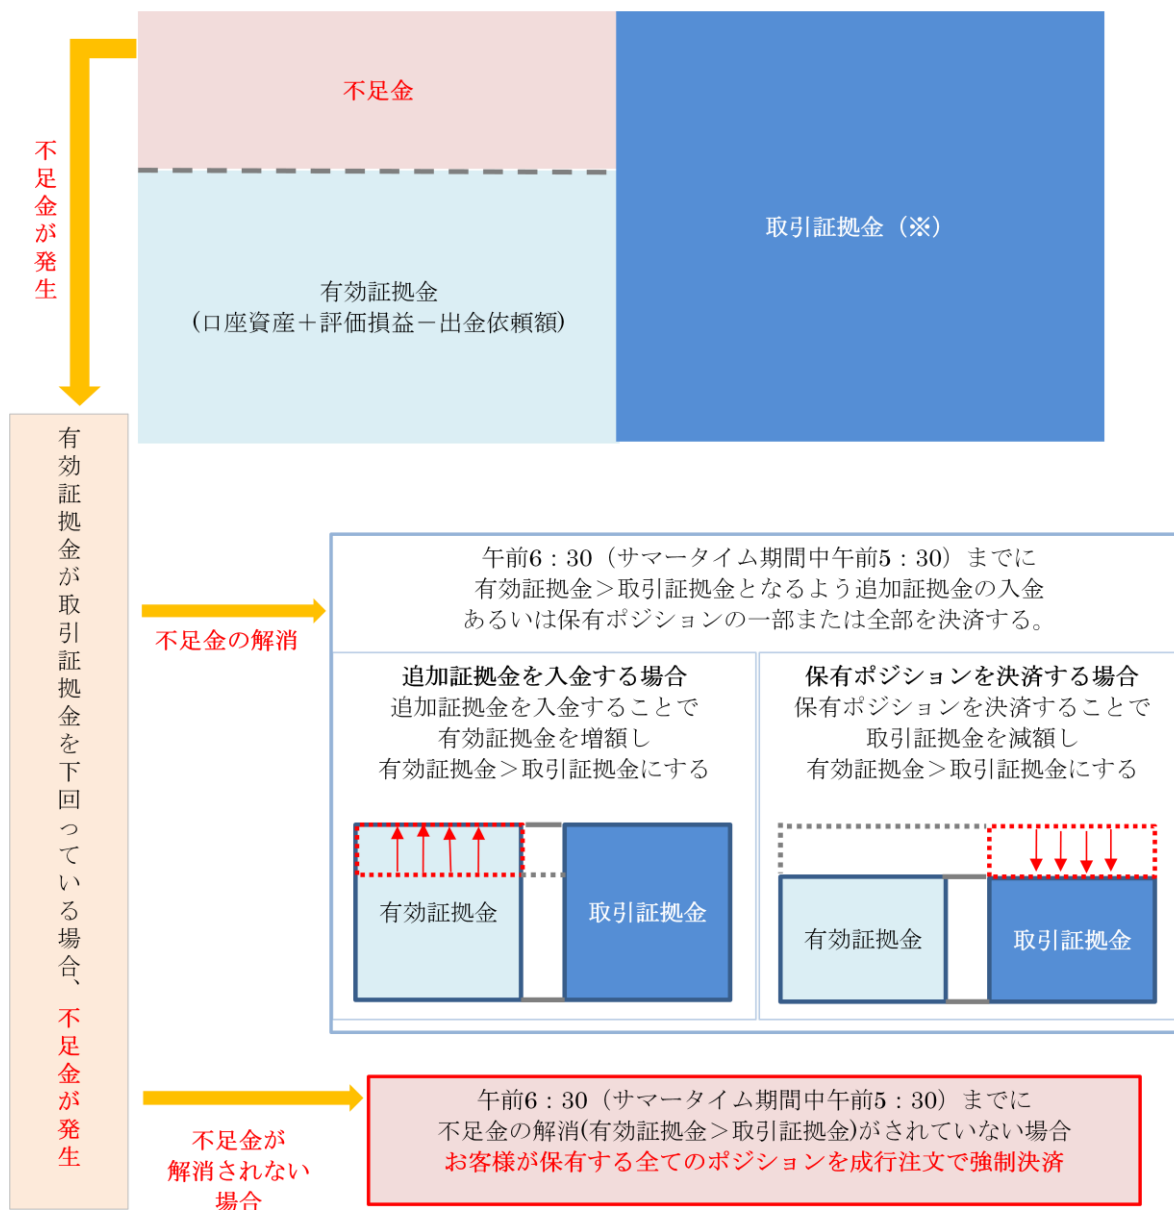 不足金
取引証拠金（※）
有効証拠金
(口座資産＋評価損益－出金依頼額)
不足金が発生
有効証拠金が取引証拠金を下回っている場合、不足金が発生
不足金の解消
午前6：30（サマータイム期間中午前5：30）までに
有効証拠金＞取引証拠金となるよう追加証拠金の入金
あるいは保有ポジションの一部または全部を決済する。
追加証拠金を入金する場合
追加証拠金を入金することで
有効証拠金を増額し
有効証拠金＞取引証拠金にする
有効証拠金
取引証拠金
保有ポジションを決済する場合
保有ポジションを決済することで
取引証拠金を減額し
有効証拠金＞取引証拠金にする
有効証拠金
取引証拠金
不足金が
解消されない
場合
午前6：30（サマータイム期間中午前5：30）までに
不足金の解消(有効証拠金＞取引証拠金)がされていない場合
お客様が保有する全てのポジションを成行注文で強制決済